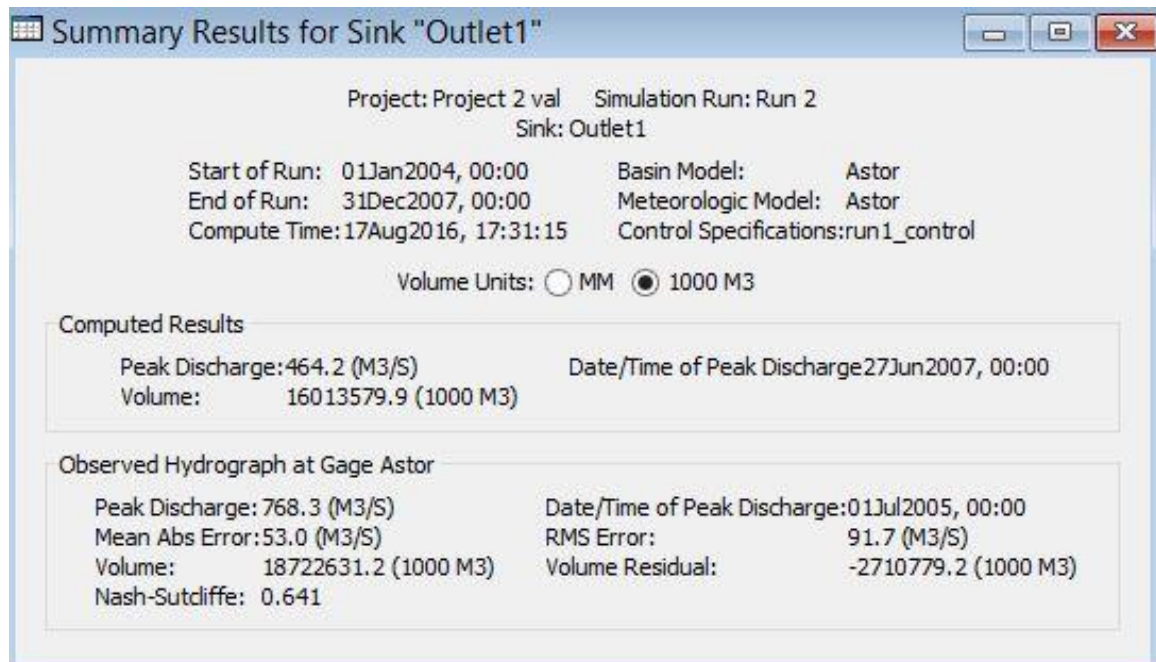 Summary Results for Sink "Outlet1"
Project: Project 2 val Simulation Run: Run 2
Sink: Outlet1
Start of Run: 01Jan2004, 00:00 Basin Model: Astor
End of Run: 31Dec2007, 00:00 Meteorologic Model: Astor
Compute Time:17Aug2016, 17:31:15 Control Specifications:run1_control
Volume Units: MM 1000 M3
Computed Results
Peak Discharge:464.2 (M3/S) Date/Time of Peak Discharge27Jun2007, 00:00
Volume: 16013579.9 (1000 M3)
Observed Hydrograph at Gage Astor
Peak Discharge:768.3 (M3/S) Date/Time of Peak Discharge:01Jul2005, 00:00
Mean Abs Error:53.0 (M3/S) RMS Error: 91.7 (M3/S)
Volume: 18722631.2 (1000 M3) Volume Residual: -2710779.2 (1000 M3)
Nash-Sutcliffe: 0.641